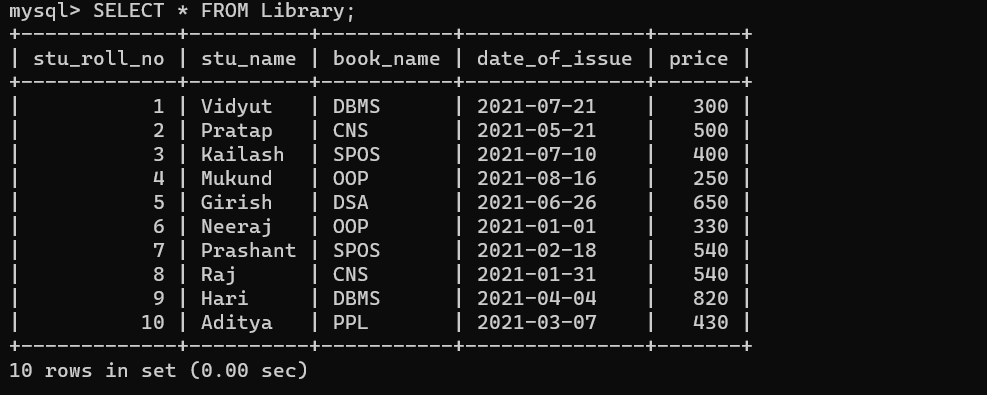 mysql> SELECT * FROM Library;
+-------------+----------+-----------+---------------+-------+
| stu_roll_no | stu_name | book_name | date_of_issue | price |
+-------------+----------+-----------+---------------+-------+
|           1 | Vidyut   | DBMS      | 2021-07-21    |   300 |
|           2 | Pratap   | CNS       | 2021-05-21    |   500 |
|           3 | Kailash  | SPOS      | 2021-07-10    |   400 |
|           4 | Mukund   | OOP       | 2021-08-16    |   250 |
|           5 | Girish   | DSA       | 2021-06-26    |   650 |
|           6 | Neeraj   | OOP       | 2021-01-01    |   330 |
|           7 | Prashant | SPOS      | 2021-02-18    |   540 |
|           8 | Raj      | CNS       | 2021-01-31    |   540 |
|           9 | Hari     | DBMS      | 2021-04-04    |   820 |
|          10 | Aditya   | PPL       | 2021-03-07    |   430 |
+-------------+----------+-----------+---------------+-------+
10 rows in set (0.00 sec)